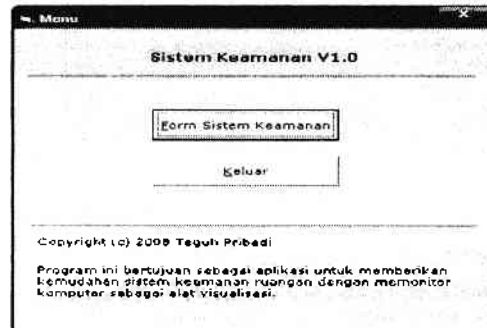 Menu
Sistem Keamanan V1.0
Form Sistem Keamanan
Keluar
Copyright (c) 2008 Teguh Pribadi
Program ini bertujuan sebagai aplikasi untuk memberikan
kemudahan sistem keamanan ruangan dengan memonitor
komputer sebagai alat visualisasi.